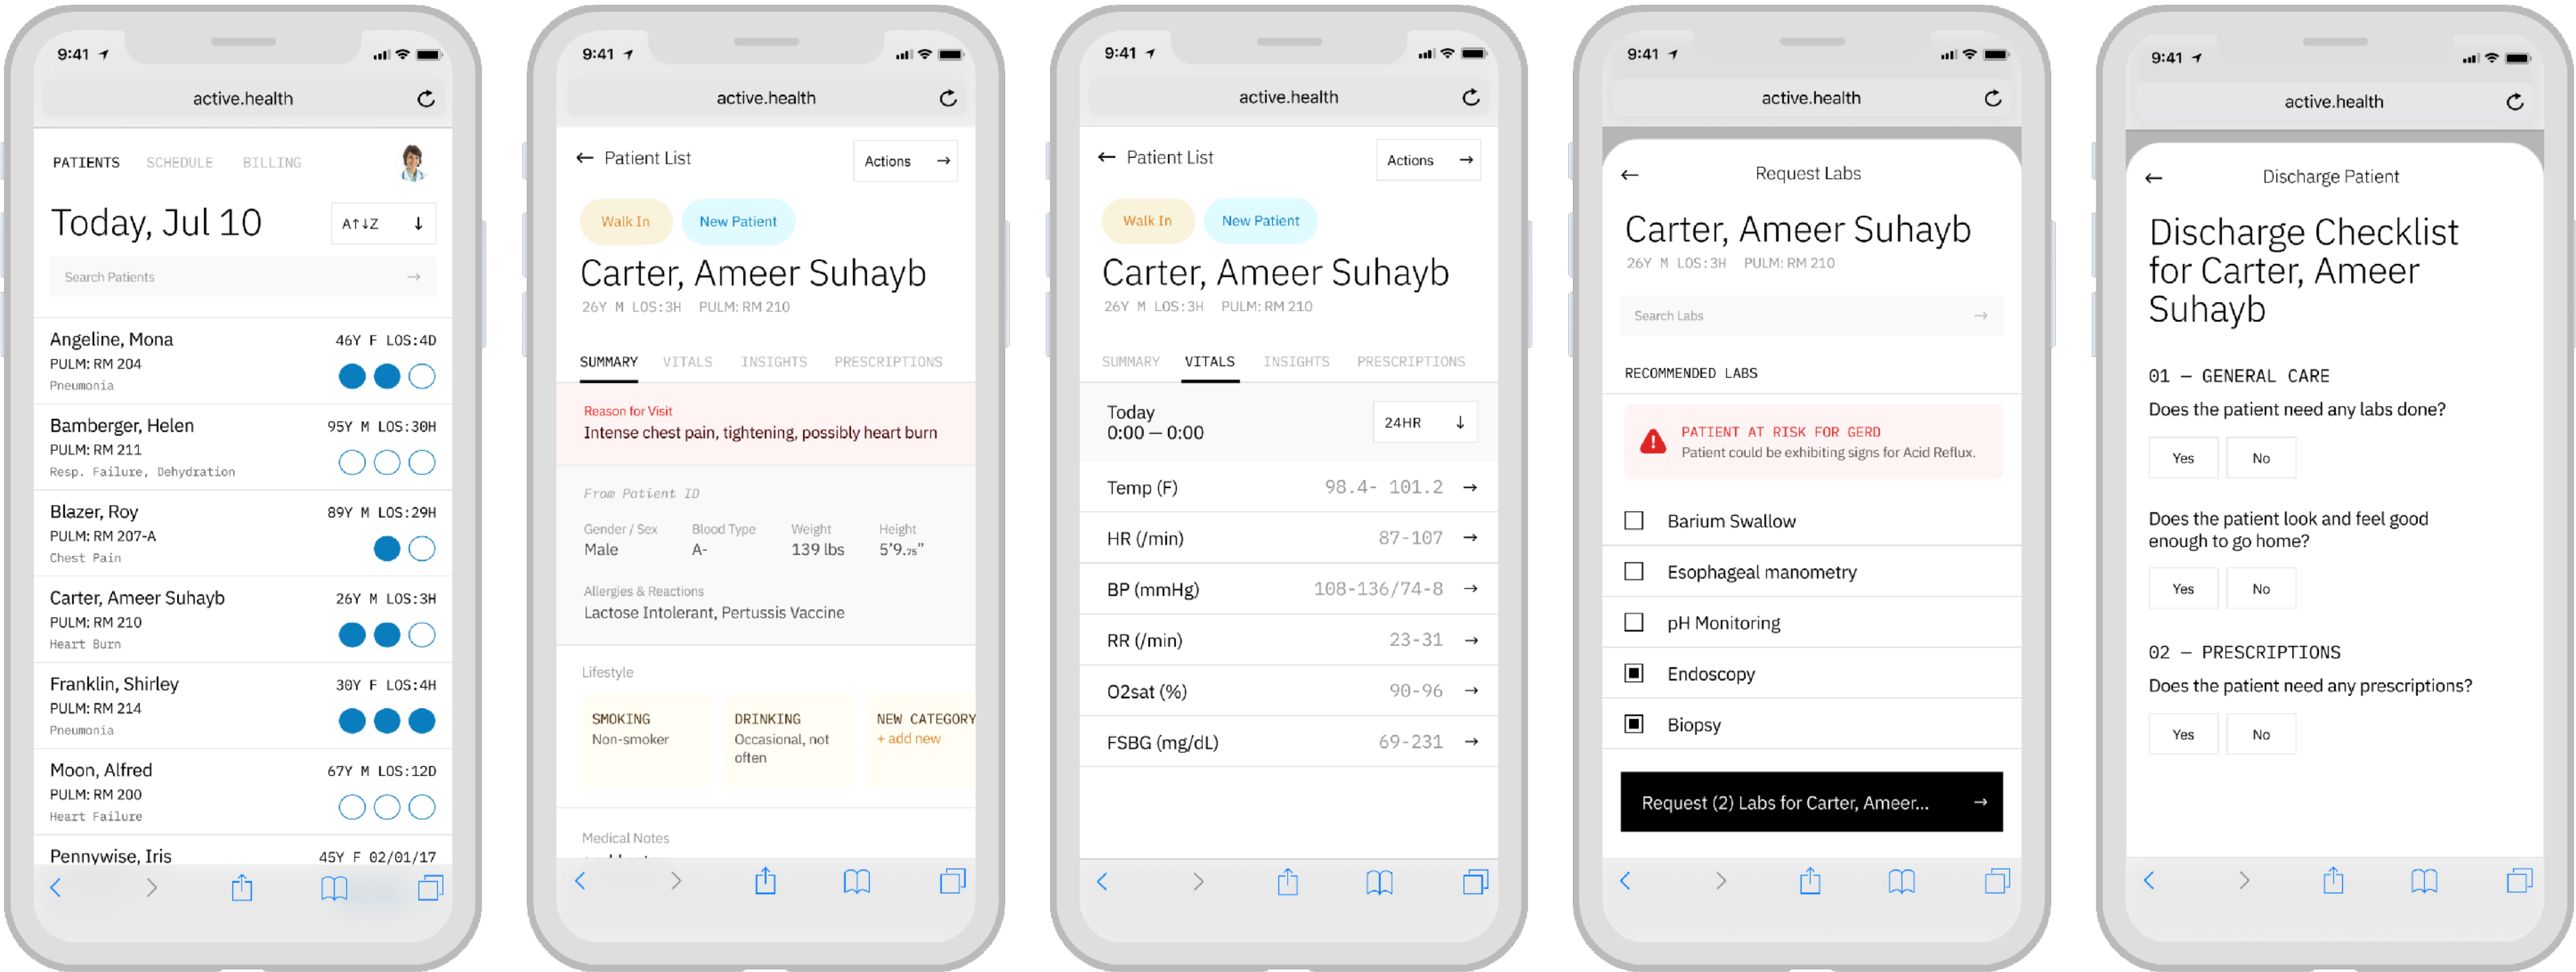 9:41
active.health
PATIENTS SCHEDULE BILLING
Today, Jul 10
A↑↓Z ↓
Search Patients →
Angeline, Mona 46Y F LOS:4D
PULM: RM 204
Pneumonia
Bamberger, Helen 95Y M LOS:30H
PULM: RM 211
Resp. Failure, Dehydration
Blazer, Roy 89Y M LOS:29H
PULM: RM 207-A
Chest Pain
Carter, Ameer Suhayb 26Y M LOS:3H
PULM: RM 210
Heart Burn
Franklin, Shirley 30Y F LOS:4H
PULM: RM 214
Pneumonia
Moon, Alfred 67Y M LOS:12D
PULM: RM 200
Heart Failure
Pennywise, Iris 45Y F 02/01/17
9:41
active.health
← Patient List Actions →
Walk In New Patient
Carter, Ameer Suhayb
26Y M LOS:3H PULM: RM 210
SUMMARY VITALS INSIGHTS PRESCRIPTIONS
Reason for Visit
Intense chest pain, tightening, possibly heart burn
From Patient ID
Gender / Sex Blood Type Weight Height
Male A- 139 lbs 5'9.75"
Allergies & Reactions
Lactose Intolerant, Pertussis Vaccine
Lifestyle
SMOKING DRINKING NEW CATEGORY
Non-smoker Occasional, not + add new
often
Medical Notes
9:41
active.health
← Patient List Actions →
Walk In New Patient
Carter, Ameer Suhayb
26Y M LOS:3H PULM: RM 210
SUMMARY VITALS INSIGHTS PRESCRIPTIONS
Today
0:00 — 0:00 24HR ↓
Temp (F) 98.4- 101.2 →
HR (/min) 87-107 →
BP (mmHg) 108-136/74-8 →
RR (/min) 23-31 →
O2sat (%) 90-96 →
FSBG (mg/dL) 69-231 →
9:41
active.health
← Request Labs
Carter, Ameer Suhayb
26Y M LOS:3H PULM: RM 210
Search Labs →
RECOMMENDED LABS
PATIENT AT RISK FOR GERD
Patient could be exhibiting signs for Acid Reflux.
Barium Swallow
Esophageal manometry
pH Monitoring
Endoscopy
Biopsy
Request (2) Labs for Carter, Ameer... →
9:41
active.health
← Discharge Patient
Discharge Checklist
for Carter, Ameer
Suhayb
01 — GENERAL CARE
Does the patient need any labs done?
Yes No
Does the patient look and feel good
enough to go home?
Yes No
02 — PRESCRIPTIONS
Does the patient need any prescriptions?
Yes No